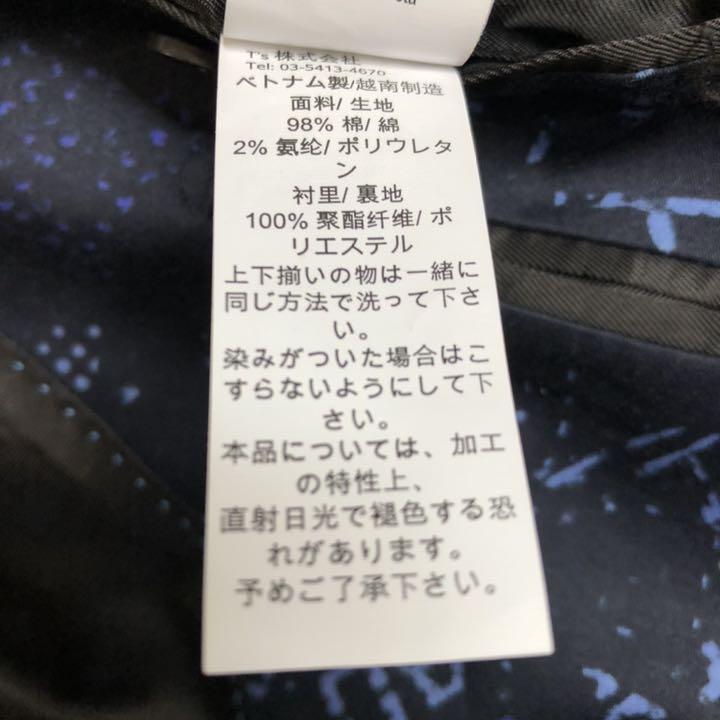 T's 株式会社
Tel: 03-5413-4670
ベトナム製/越南制造
面料/ 生地
98% 棉/ 綿
2% 氨纶/ ポリウレタ
ン
衬里/ 裏地
100% 聚酯纤维/ ポ
リエステル
上下揃いの物は一緒に
同じ方法で洗って下さ
い。
染みがついた場合はこ
すらないようにして下
さい。
本品については、加工
の特性上、
直射日光で褪色する恐
れがあります。
予めご了承下さい。